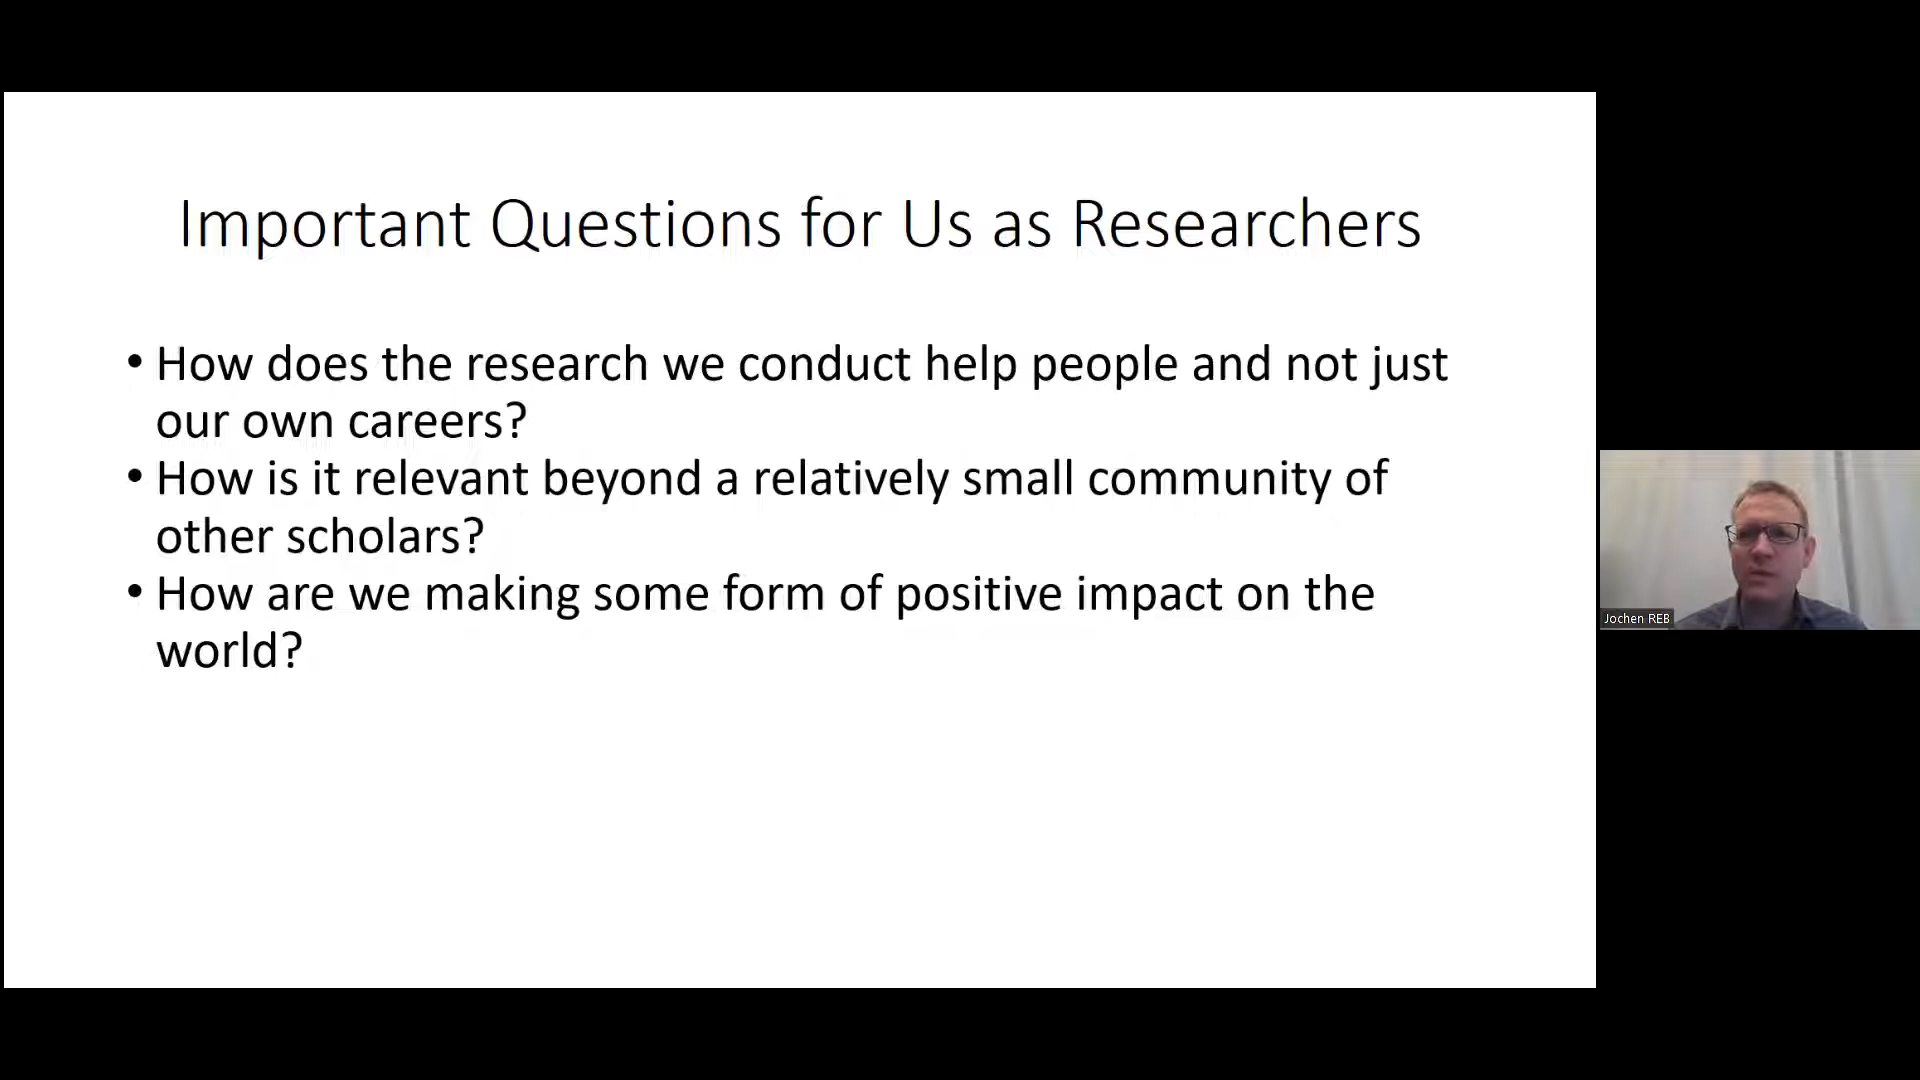 Important Questions for Us as Researchers
• How does the research we conduct help people and not just
our own careers?
• How is it relevant beyond a relatively small community of
other scholars?
• How are we making some form of positive impact on the
world?
Jochen REB